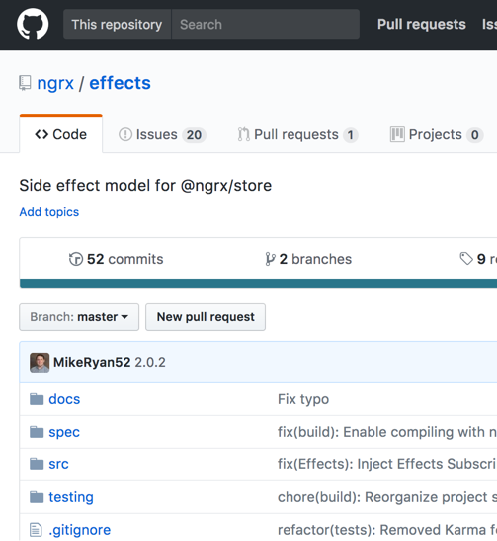 This repository Search Pull requests
ngrx / effects
Code Issues 20 Pull requests 1 Projects 0
Side effect model for @ngrx/store
Add topics
52 commits 2 branches 9
Branch: master New pull request
MikeRyan52 2.0.2
docs Fix typo
spec fix(build): Enable compiling with
src fix(Effects): Inject Effects
testing chore(build): Reorganize project
.gitignore refactor(tests): Removed Karma